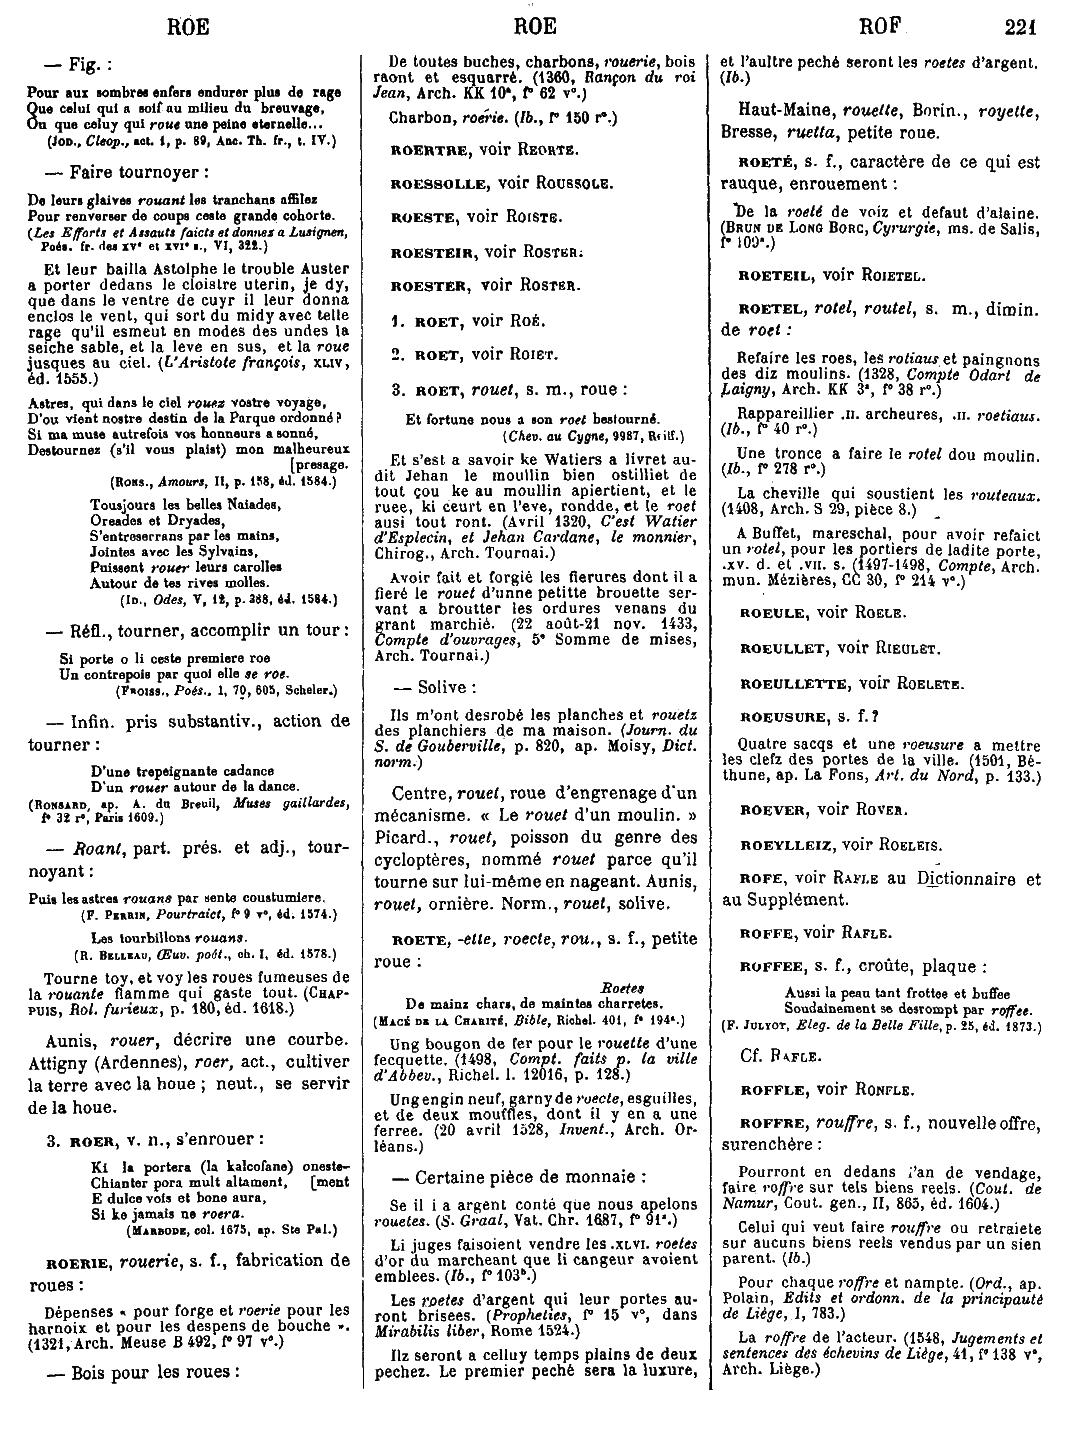 ROE
ROE
ROF
221
— Fig. :
Pour aux sombres enfers endurer plus de rage
Que celui qui a soif au milieu du breuvage,
Ou que celuy qui roue une peine eternelle...
(JOD., Cleop., act. 1, p. 89, Anc. Th. fr., t. IV.)
— Faire tournoyer :
De leurs glaives rouant les tranchans affilez
Pour renverser de coups ceste grande cohorte.
(Les Efforts et Assauts faicts et donnez a Lusignen,
Poés. fr. des XVᵉ et XVIᵉ s., VI, 322.)
Et leur bailla Astolphe le trouble Auster
a porter dedans le cloistre uterin, je dy,
que dans le ventre de cuyr il leur donna
enclos le vent, qui sort du midy avec telle
rage qu'il esmeut en modes des undes la
seiche sable, et la leve en sus, et la roue
jusques au ciel. (L'Aristote françois, XLIV,
éd. 1555.)
Astres, qui dans le ciel rouez vostre voyage,
D'ou vient nostre destin de la Parque ordonné?
Si ma muse autrefois vos honneurs a sonné,
Destournez (s'il vous plaist) mon malheureux
[presage.
(RONS., Amours, II, p. 158, éd. 1584.)
Tousjours les belles Naiades,
Oreades et Dryades,
S'entreserrans par les mains,
Jointes avec les Sylvains,
Puissent rouer leurs carolles
Autour de tes rives molles.
(ID., Odes, V, 12, p. 368, éd. 1584.)
— Réfl., tourner, accomplir un tour :
Si porte o li ceste premiere roe
Un contrepois par quoi elle se roe.
(FROISS., Poés., 1, 70, 605, Scheler.)
— Infin. pris substantiv., action de
tourner :
D'une trepeignante cadance
D'un rouer autour de la dance.
(RONSARD, ap. A. du Breuil, Muses gaillardes,
fº 32 rº, Paris 1609.)
— Roant, part. prés. et adj., tour-
noyant :
Puis les astres rouans par sente coustumiere.
(F. PERRIN, Pourtraict, fº 9 vº, éd. 1574.)
Les tourbillons rouans.
(R. BELLEAU, Œuv. poét., ch. I, éd. 1578.)
Tourne toy, et voy les roues fumeuses de
la rouante flamme qui gaste tout. (CHAP-
PUIS, Rol. furieux, p. 180, éd. 1618.)
Aunis, rouer, décrire une courbe.
Attigny (Ardennes), roer, act., cultiver
la terre avec la houe ; neut., se servir
de la houe.
3. ROER, v. n., s'enrouer :
Ki la portera (la kalcofane) oneste-
Chianter pora mult altament, [ment
E dulce vois et bone aura,
Si ke jamais ne roera.
(MARBODE, col. 1675, ap. Ste Pal.)
ROERIE, rouerie, s. f., fabrication de
roues :
Dépenses « pour forge et roerie pour les
harnoix et pour les despens de bouche ».
(1321, Arch. Meuse B 492, fº 97 vº.)
— Bois pour les roues :
De toutes buches, charbons, rouerie, bois
raont et esquarré. (1360, Rançon du roi
Jean, Arch. KK 10ᵃ, fº 62 vº.)
Charbon, roerie. (Ib., fº 150 rº.)
ROERTRE, voir REORTE.
ROESSOLLE, voir ROUSSOLE.
ROESTE, voir ROISTE.
ROESTEIR, voir ROSTER.
ROESTER, voir ROSTER.
1. ROET, voir ROÉ.
2. ROET, voir ROIET.
3. ROET, rouet, s. m., roue :
Et fortune nous a son roet bestourné.
(Chev. au Cygne, 9987, Reiff.)
Et s'est a savoir ke Watiers a livret au-
dit Jehan le moullin bien ostilliet de
tout çou ke au moullin apiertient, et le
ruee, ki ceurt en l'eve, rondde, et le roet
ausi tout ront. (Avril 1320, C'est Watier
d'Esplecin, et Jehan Cardane, le monnier,
Chirog., Arch. Tournai.)
Avoir fait et forgié les fierures dont il a
fieré le rouet d'unne petitte brouette ser-
vant a broutter les ordures venans du
grant marchié. (22 août-21 nov. 1433,
Compte d'ouvrages, 5ᵉ Somme de mises,
Arch. Tournai.)
— Solive :
Ils m'ont desrobé les planches et rouetz
des planchiers de ma maison. (Journ. du
S. de Gouberville, p. 820, ap. Moisy, Dict.
norm.)
Centre, rouet, roue d'engrenage d'un
mécanisme. « Le rouet d'un moulin. »
Picard., rouet, poisson du genre des
cycloptères, nommé rouet parce qu'il
tourne sur lui-même en nageant. Aunis,
rouet, ornière. Norm., rouet, solive.
ROETE, -ette, roecte, rou., s. f., petite
roue :
Roetes
De mainz chars, de maintes charretes.
(MACÉ DE LA CHARITÉ, Bible, Richel. 401, fº 194ᵃ.)
Ung bougon de fer pour le rouette d'une
fecquette. (1498, Compt. faits p. la ville
d'Abbev., Richel. l. 12016, p. 128.)
Ung engin neuf, garny de ruecte, esguilles,
et de deux mouffles, dont il y en a une
ferree. (20 avril 1528, Invent., Arch. Or-
léans.)
— Certaine pièce de monnaie :
Se il i a argent conté que nous apelons
rouetes. (S. Graal, Vat. Chr. 1687, fº 91ᵃ.)
Li juges faisoient vendre les .XLVI. roetes
d'or du marcheant que li cangeur avoient
emblees. (Ib., fº 103ᵇ.)
Les roetes d'argent qui leur portes au-
ront brisees. (Propheties, fº 15 vº, dans
Mirabilis liber, Rome 1524.)
Ilz seront a celluy temps plains de deux
pechez. Le premier peché sera la luxure,
et l'aultre peché seront les roetes d'argent.
(Ib.)
Haut-Maine, rouette, Borin., royette,
Bresse, ruetta, petite roue.
ROETÉ, s. f., caractère de ce qui est
rauque, enrouement :
De la roeté de voiz et defaut d'alaine.
(BRUN DE LONG BORC, Cyrurgie, ms. de Salis,
fº 109ᵃ.)
ROETEIL, voir ROIETEL.
ROETEL, rotel, routel, s. m., dimin.
de roet :
Refaire les roes, les rotiaus et paingnons
des diz moulins. (1328, Compte Odart de
Laigny, Arch. KK 3ᵃ, fº 38 rº.)
Rappareillier .II. archeures, .II. roetiaus.
(Ib., fº 40 rº.)
Une tronce a faire le rotel dou moulin.
(Ib., fº 278 rº.)
La cheville qui soustient les routeaux.
(1408, Arch. S 29, pièce 8.)
A Buffet, mareschal, pour avoir refaict
un rotel, pour les portiers de ladite porte,
.XV. d. et .VII. s. (1497-1498, Compte, Arch.
mun. Mézières, CC 30, fº 214 vº.)
ROEULE, voir ROELE.
ROEULLET, voir RIEULET.
ROEULLETTE, voir ROELETE.
ROEUSURE, s. f. ?
Quatre sacqs et une roeusure a mettre
les clefz des portes de la ville. (1501, Bé-
thune, ap. La Fons, Art. du Nord, p. 133.)
ROEVER, voir ROVER.
ROEYLLEIZ, voir ROELEIS.
ROFE, voir RAFLE au Dictionnaire et
au Supplément.
ROFFE, voir RAFLE.
ROFFEE, s. f., croûte, plaque :
Aussi la peau tant frottee et buffee
Soudainement se desrompt par roffee.
(F. JULYOT, Eleg. de la Belle Fille, p. 25, éd. 1873.)
Cf. RAFLE.
ROFFLE, voir RONFLE.
ROFFRE, rouffre, s. f., nouvelle offre,
surenchère :
Pourront en dedans l'an de vendage,
faire roffre sur tels biens reels. (Cout. de
Namur, Cout. gen., II, 865, éd. 1604.)
Celui qui veut faire rouffre ou retraiete
sur aucuns biens reels vendus par un sien
parent. (Ib.)
Pour chaque roffre et nampte. (Ord., ap.
Polain, Edits et ordonn. de la principauté
de Liège, I, 783.)
La roffre de l'acteur. (1548, Jugements et
sentences des échevins de Liège, 41, fº 138 vº,
Arch. Liège.)